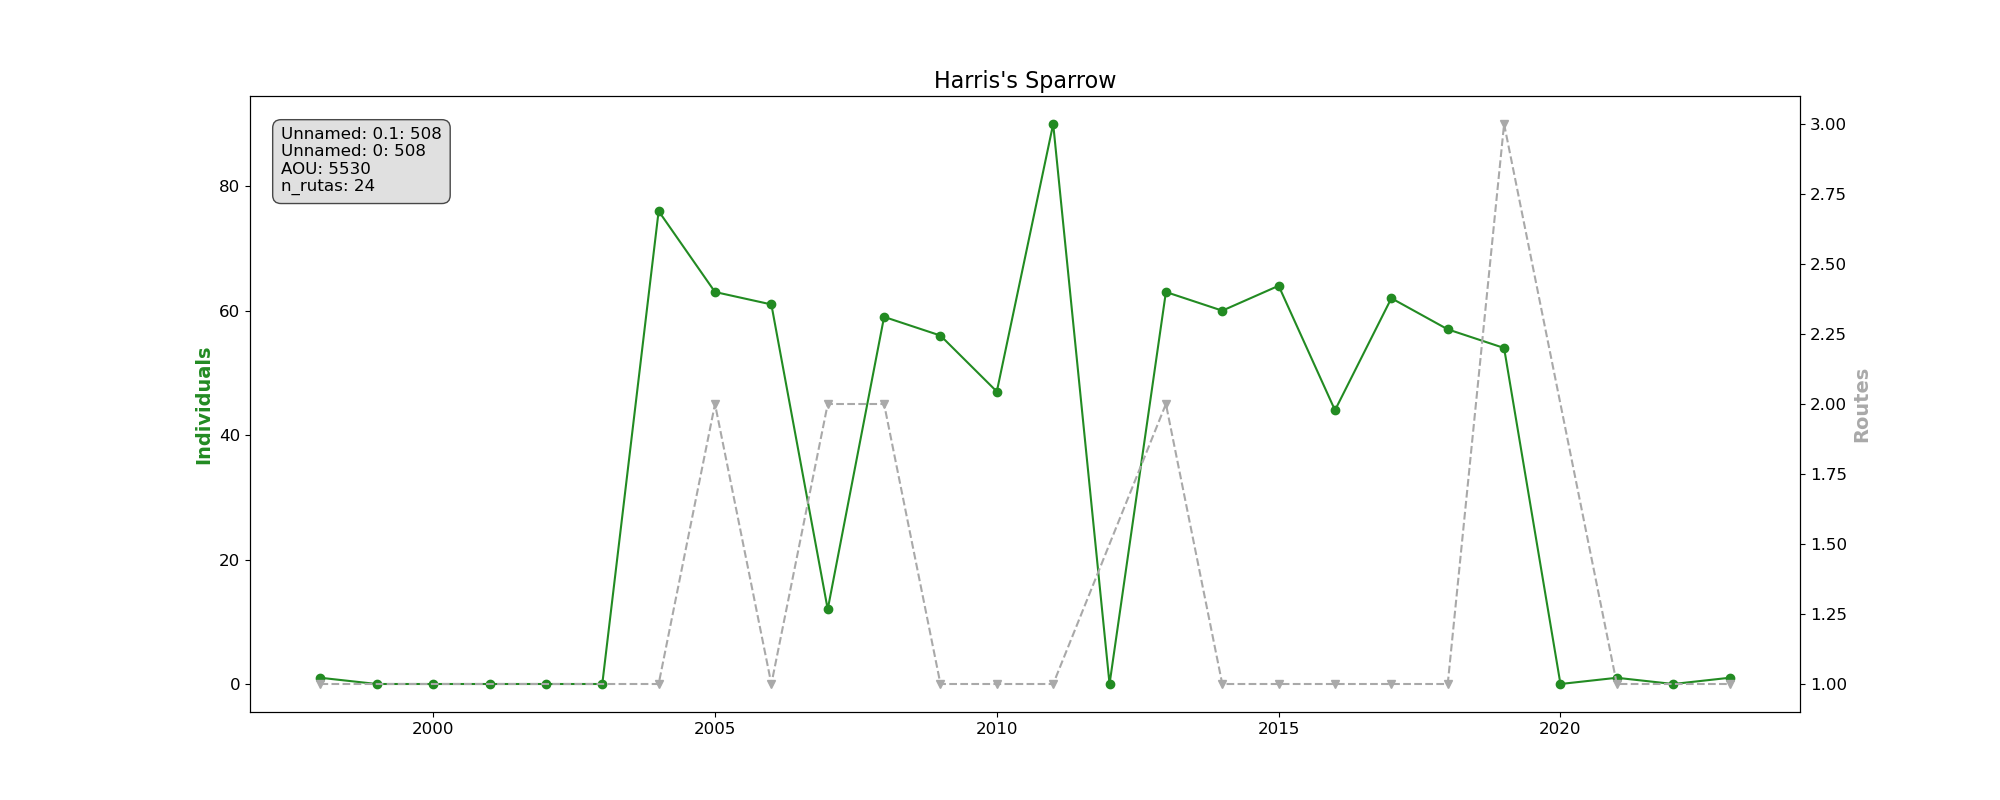 Harris's Sparrow
Unnamed: 0.1: 508
Unnamed: 0: 508
AOU: 5530
n_rutas: 24
Individuals
80
60
40
20
0
3.00
2.75
2.50
2.25
2.00
1.75
1.50
1.25
1.00
Routes
2000
2005
2010
2015
2020